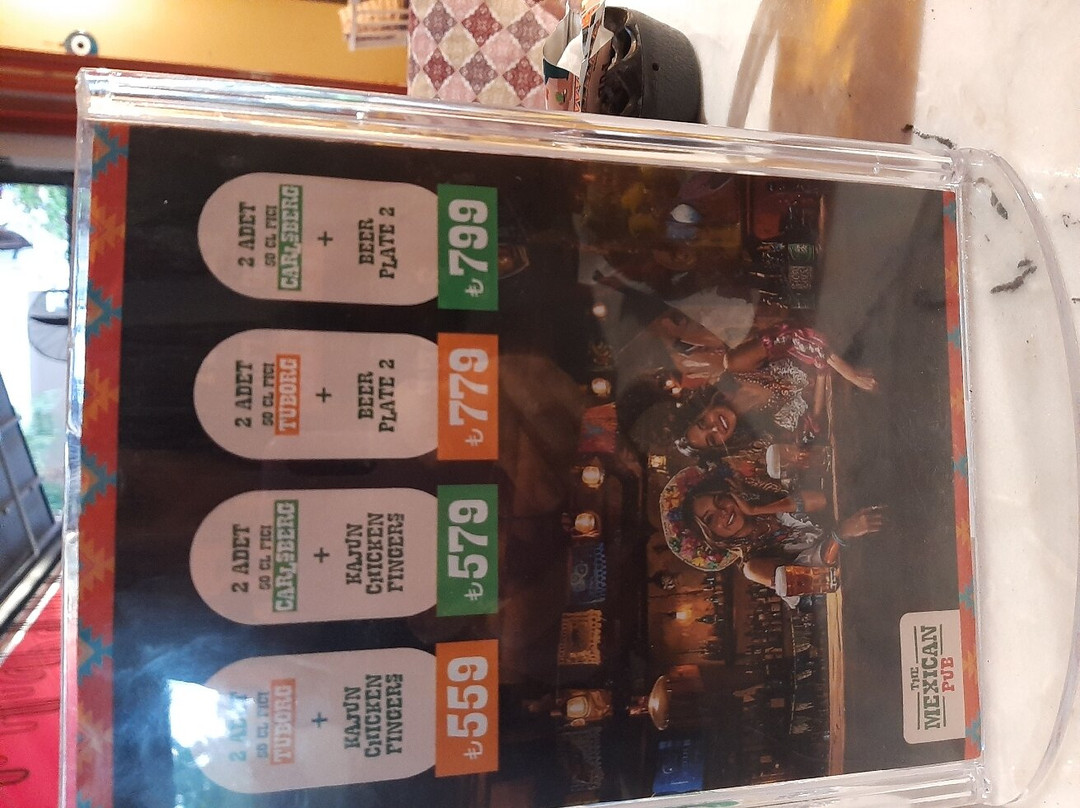 2 ADET
50 CL FIÇI
TUBORG
+
KAJUN
CHICKEN
FINGERS
₺559
2 ADET
50 CL FIÇI
CARLSBERG
+
KAJUN
CHICKEN
FINGERS
₺579
2 ADET
50 CL FIÇI
TUBORG
+
BEER
PLATE 2
₺779
2 ADET
50 CL FIÇI
CARLSBERG
+
BEER
PLATE 2
₺799
THE
MEXICAN
PUB